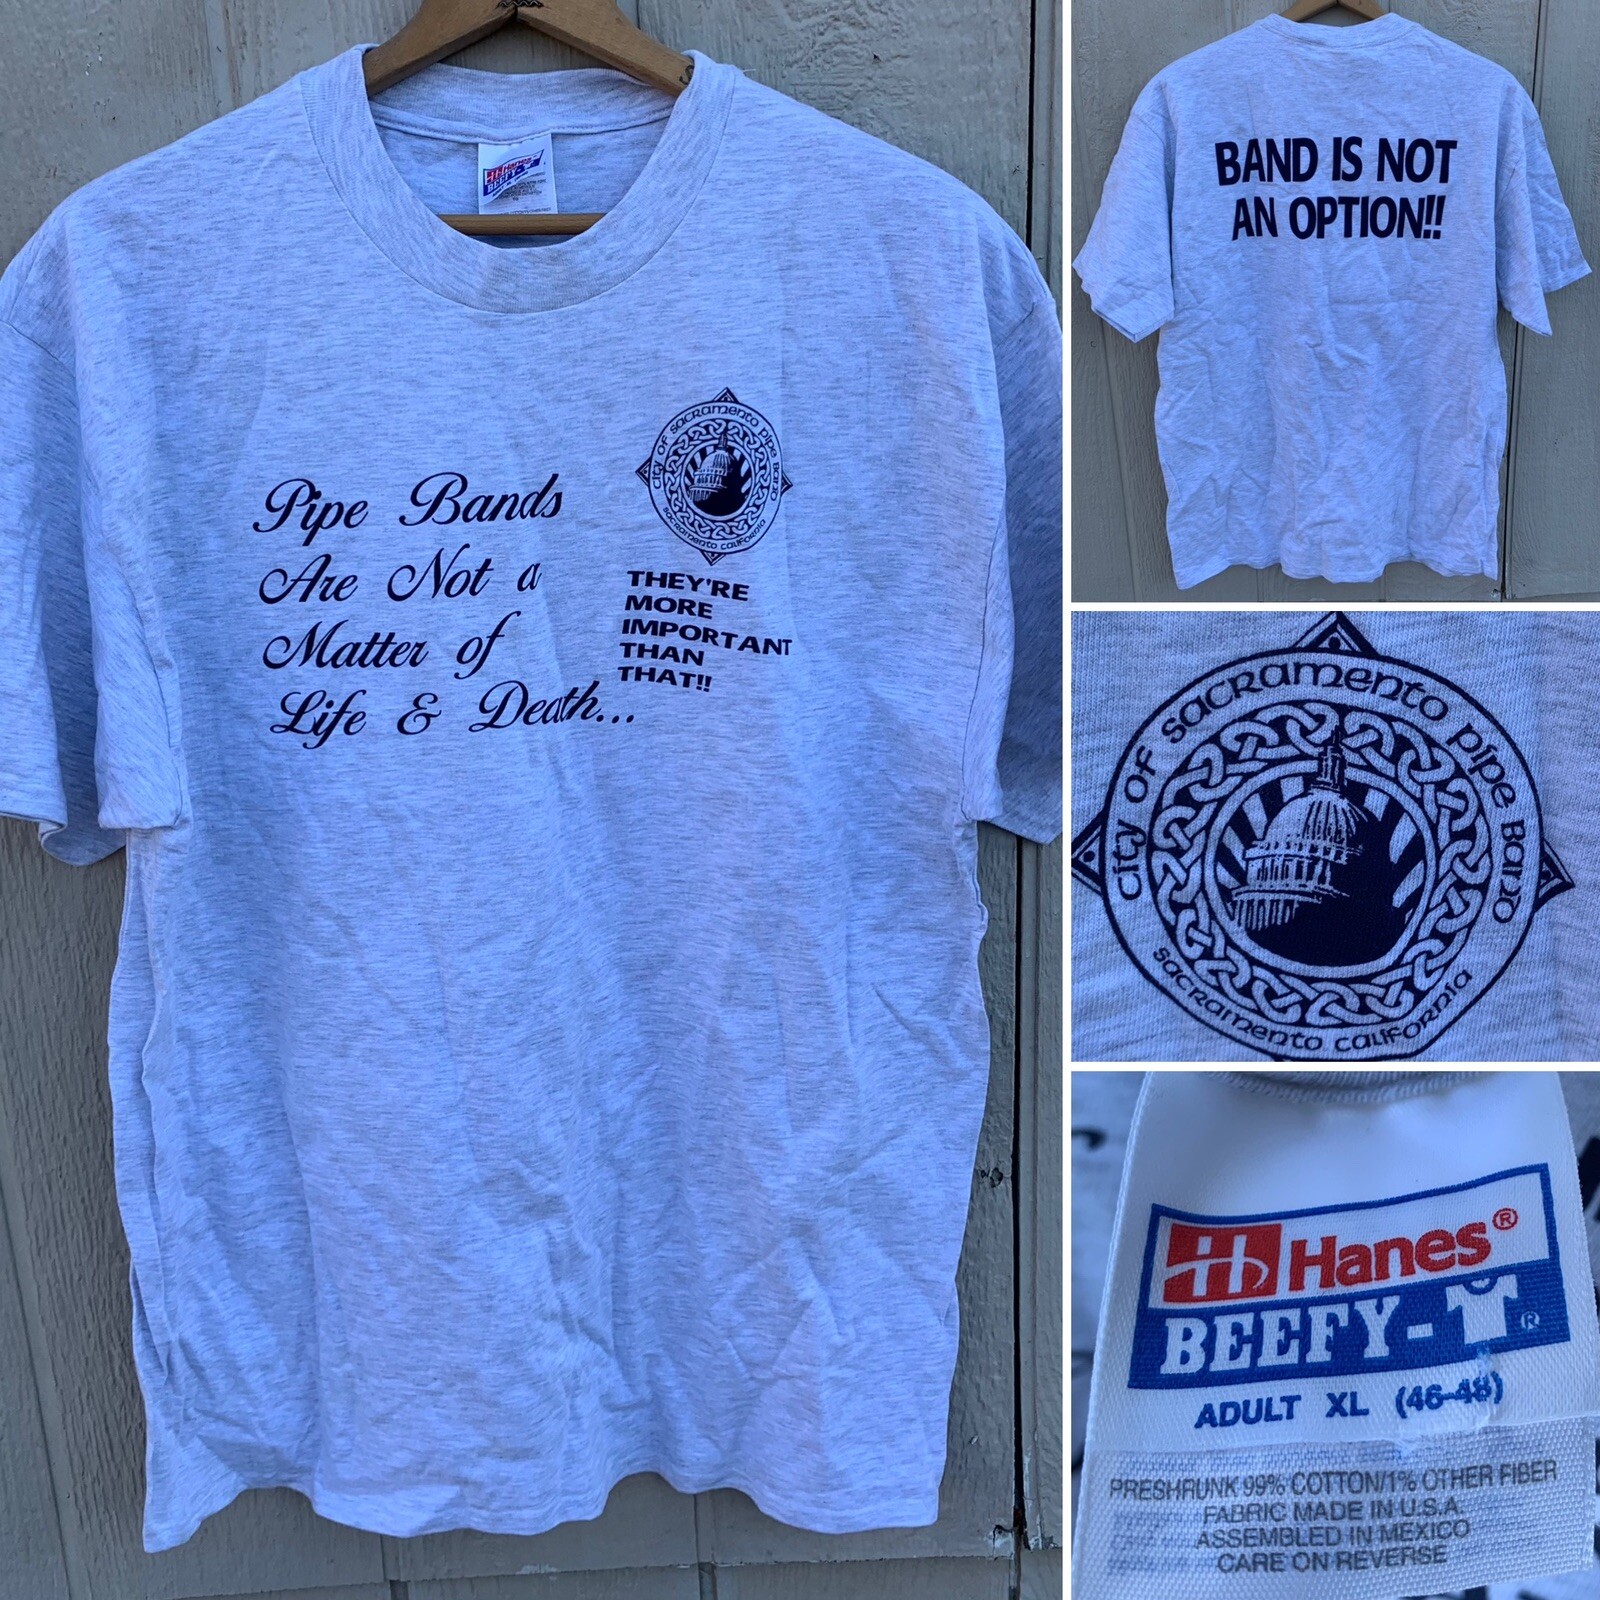 Hanes
BEEFY-T
city of sacramento pipe band
sacramento california
Pipe Bands
Are Not a
Matter of
Life & Death...
THEY'RE
MORE
IMPORTANT
THAN
THAT!!
BAND IS NOT
AN OPTION!!
city of sacramento pipe band
sacramento california
Hanes®
BEEFY-T®
ADULT XL (46-48)
PRESHRUNK 99% COTTON/1% OTHER FIBER
FABRIC MADE IN U.S.A.
ASSEMBLED IN MEXICO
CARE ON REVERSE